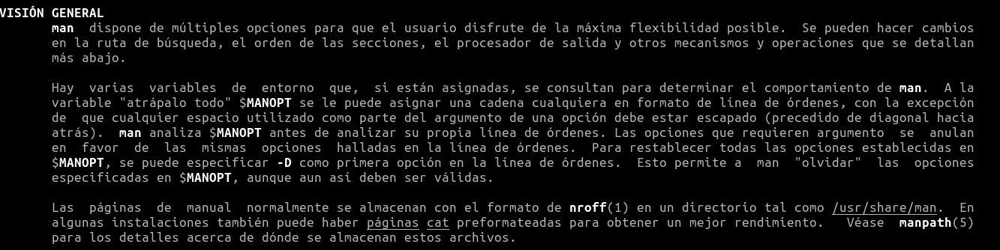 VISIÓN GENERAL
man dispone de múltiples opciones para que el usuario disfrute de la máxima flexibilidad posible. Se pueden hacer cambios
en la ruta de búsqueda, el orden de las secciones, el procesador de salida y otros mecanismos y operaciones que se detallan
más abajo.
Hay varias variables de entorno que, si están asignadas, se consultan para determinar el comportamiento de man. A la
variable "atrápalo todo" $MANOPT se le puede asignar una cadena cualquiera en formato de línea de órdenes, con la excepción
de que cualquier espacio utilizado como parte del argumento de una opción debe estar escapado (precedido de diagonal hacia
atrás). man analiza $MANOPT antes de analizar su propia línea de órdenes. Las opciones que requieren argumento se anulan
en favor de las mismas opciones halladas en la línea de órdenes. Para restablecer todas las opciones establecidas en
$MANOPT, se puede especificar -D como primera opción en la línea de órdenes. Esto permite a man "olvidar" las opciones
especificadas en $MANOPT, aunque aun así deben ser válidas.
Las páginas de manual normalmente se almacenan con el formato de nroff(1) en un directorio tal como /usr/share/man. En
algunas instalaciones también puede haber páginas cat preformateadas para obtener un mejor rendimiento. Véase manpath(5)
para los detalles acerca de dónde se almacenan estos archivos.